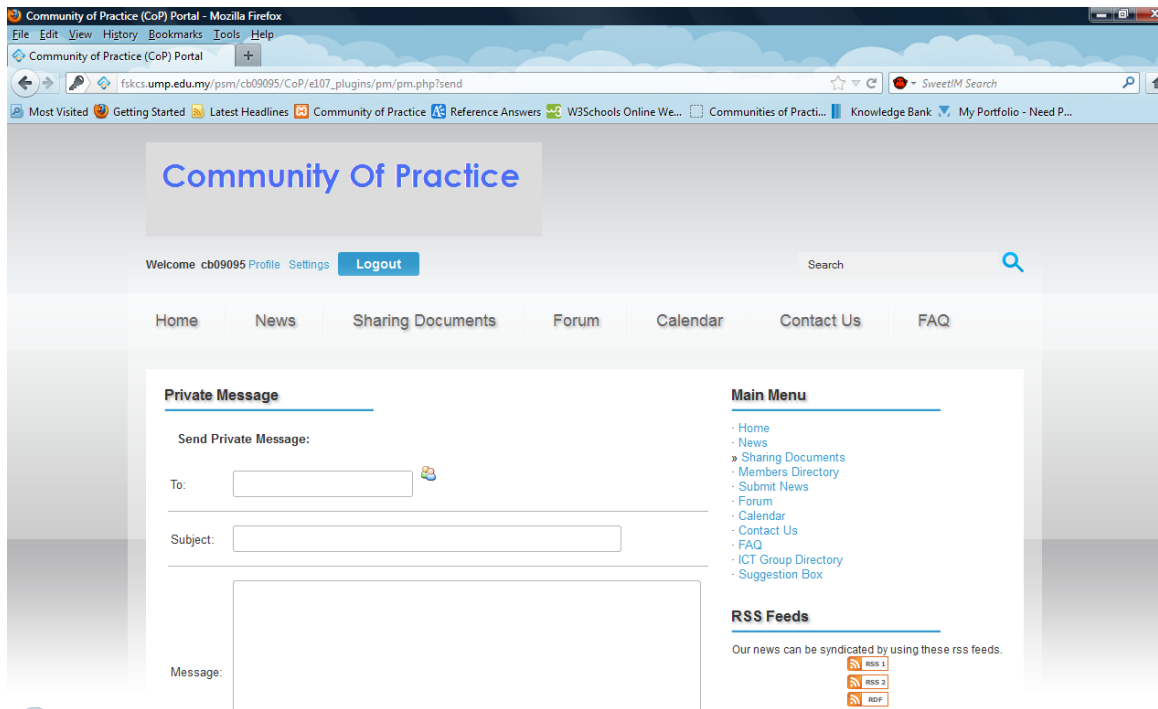 Community of Practice (CoP) Portal - Mozilla Firefox
File Edit View History Bookmarks Tools Help
Community of Practice (CoP) Portal +
fskcs.ump.edu.my/psm/cb09095/CoP/e107_plugins/pm/pm.php?send SweetIM Search
Most Visited Getting Started Latest Headlines Community of Practice Reference Answers W3Schools Online We... Communities of Practi... Knowledge Bank My Portfolio - Need P...
Community Of Practice
Welcome cb09095 Profile Settings Logout Search
Home News Sharing Documents Forum Calendar Contact Us FAQ
Private Message
Send Private Message:
To:
Subject:
Message:
Main Menu
· Home
· News
» Sharing Documents
· Members Directory
· Submit News
· Forum
· Calendar
· Contact Us
· FAQ
· ICT Group Directory
· Suggestion Box
RSS Feeds
Our news can be syndicated by using these rss feeds.
RSS 1
RSS 2
RDF